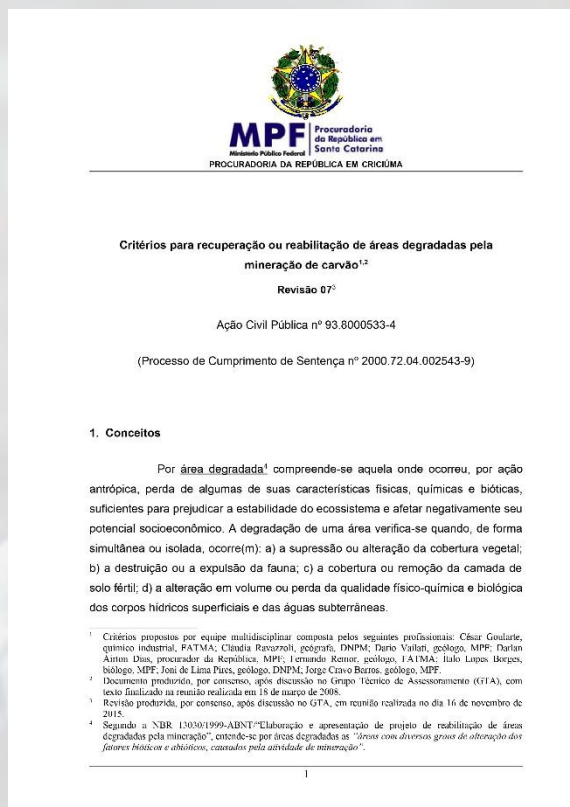 MPF
Ministério Público Federal
Procuradoria
da República em
Santa Catarina
PROCURADORIA DA REPÚBLICA EM CRICIÚMA
Critérios para recuperação ou reabilitação de áreas degradadas pela
mineração de carvão1,2
Revisão 073
Ação Civil Pública nº 93.8000533-4
(Processo de Cumprimento de Sentença nº 2000.72.04.002543-9)
1. Conceitos
Por área degradada4 compreende-se aquela onde ocorreu, por ação
antrópica, perda de algumas de suas características físicas, químicas e bióticas,
suficientes para prejudicar a estabilidade do ecossistema e afetar negativamente seu
potencial socioeconômico. A degradação de uma área verifica-se quando, de forma
simultânea ou isolada, ocorre(m): a) a supressão ou alteração da cobertura vegetal;
b) a destruição ou a expulsão da fauna; c) a cobertura ou remoção da camada de
solo fértil; d) a alteração em volume ou perda da qualidade físico-química e biológica
dos corpos hídricos superficiais e das águas subterrâneas.
1 Critérios propostos por equipe multidisciplinar composta pelos seguintes profissionais: César Goularte,
químico industrial, FATMA; Cláudia Ravazzoli, geógrafa, DNPM; Dario Vailati, geólogo, MPF; Darlan
Airton Dias, procurador da República, MPF; Fernando Remor, geólogo, FATMA; Ítalo Lopes Borges,
biólogo, MPF; Joni de Lima Pires, geólogo, DNPM; Jorge Cravo Barros, geólogo, MPF.
2 Documento produzido, por consenso, após discussão no Grupo Técnico de Assessoramento (GTA), com
texto finalizado na reunião realizada em 18 de março de 2008.
3 Revisão produzida, por consenso, após discussão no GTA, em reunião realizada no dia 16 de novembro de
2015.
4 Segundo a NBR 13030/1999-ABNT/“Elaboração e apresentação de projeto de reabilitação de áreas
degradadas pela mineração”, entende-se por áreas degradadas as “áreas com diversos graus de alteração dos
fatores bióticos e abióticos, causados pela atividade de mineração”.
1